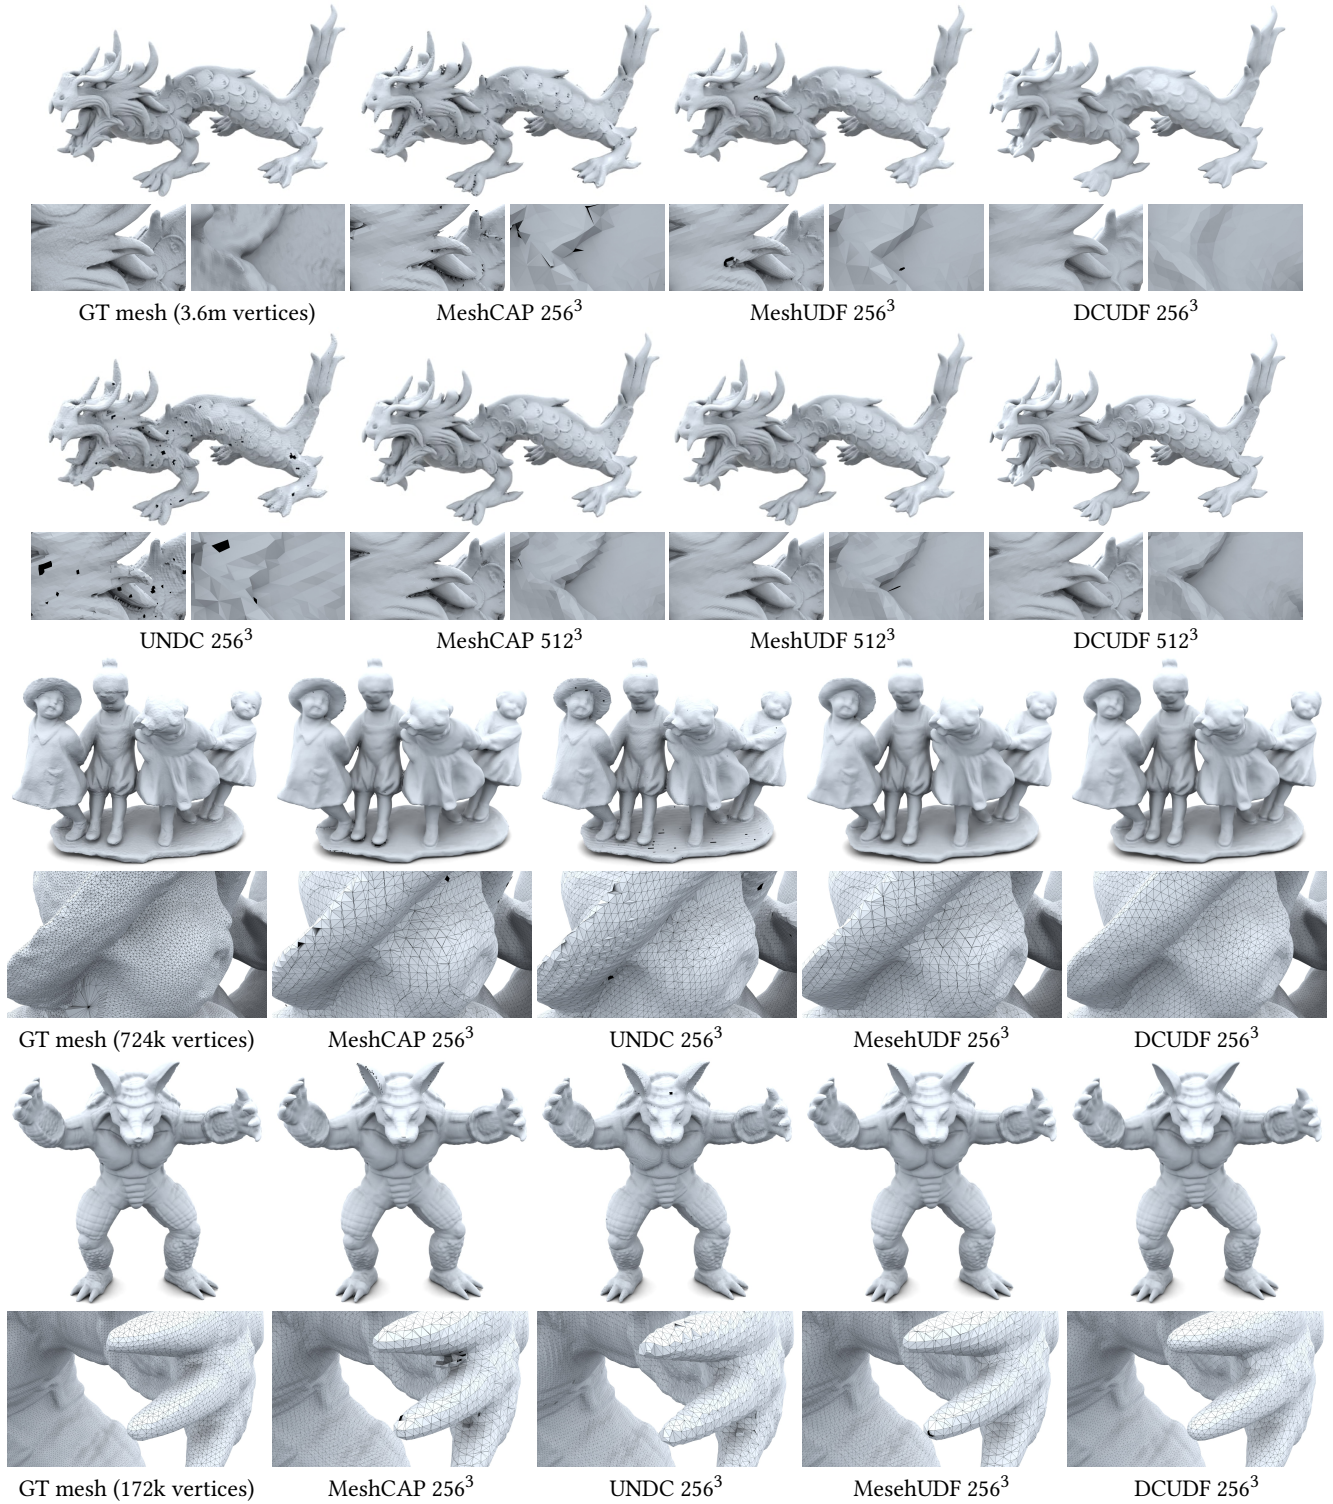 GT mesh (3.6m vertices) MeshCAP 256³ MeshUDF 256³ DCUDF 256³
UNDC 256³ MeshCAP 512³ MeshUDF 512³ DCUDF 512³
GT mesh (724k vertices) MeshCAP 256³ UNDC 256³ MesehUDF 256³ DCUDF 256³
GT mesh (172k vertices) MeshCAP 256³ UNDC 256³ MesehUDF 256³ DCUDF 256³